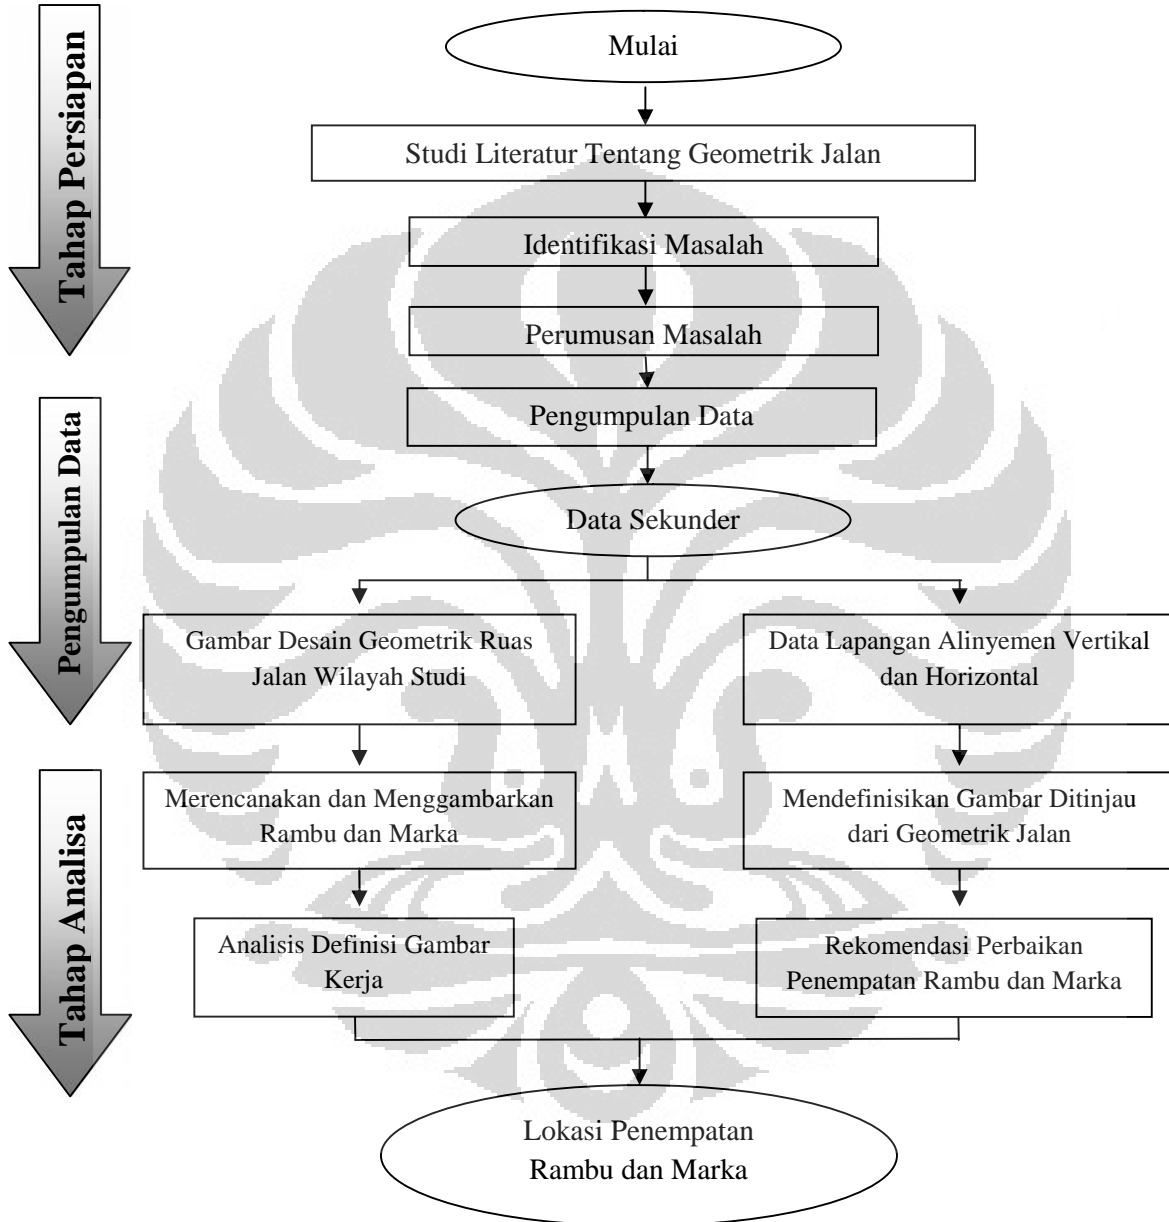 Tahap Persiapan
Mulai
Studi Literatur Tentang Geometrik Jalan
Identifikasi Masalah
Perumusan Masalah
Pengumpulan Data
Pengumpulan Data
Data Sekunder
Gambar Desain Geometrik Ruas
Jalan Wilayah Studi
Data Lapangan Alinyemen Vertikal
dan Horizontal
Tahap Analisa
Merencanakan dan Menggambarkan
Rambu dan Marka
Mendefinisikan Gambar Ditinjau
dari Geometrik Jalan
Analisis Definisi Gambar
Kerja
Rekomendasi Perbaikan
Penempatan Rambu dan Marka
Lokasi Penempatan
Rambu dan Marka